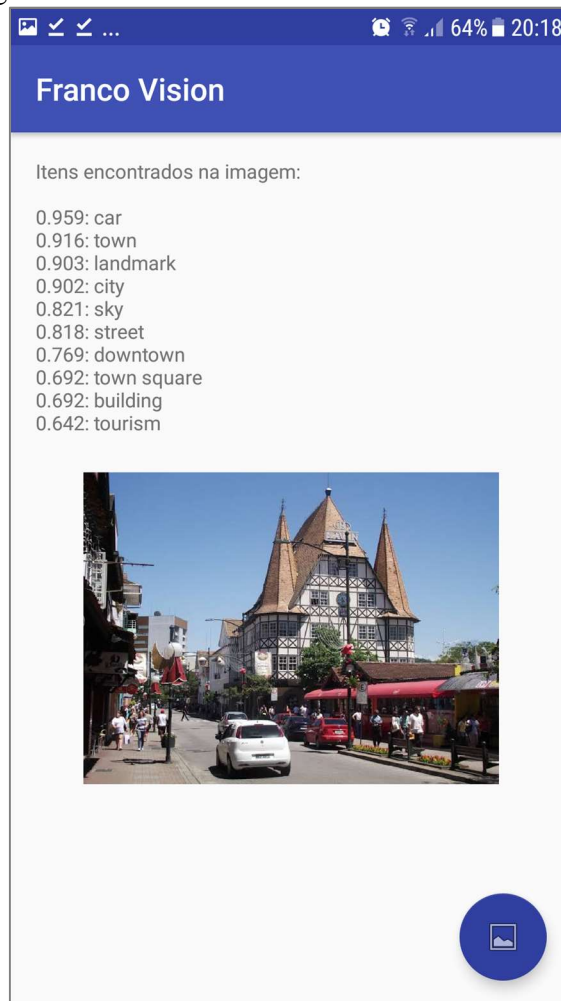 ... 64% 20:18
Franco Vision
Itens encontrados na imagem:
0.959: car
0.916: town
0.903: landmark
0.902: city
0.821: sky
0.818: street
0.769: downtown
0.692: town square
0.692: building
0.642: tourism